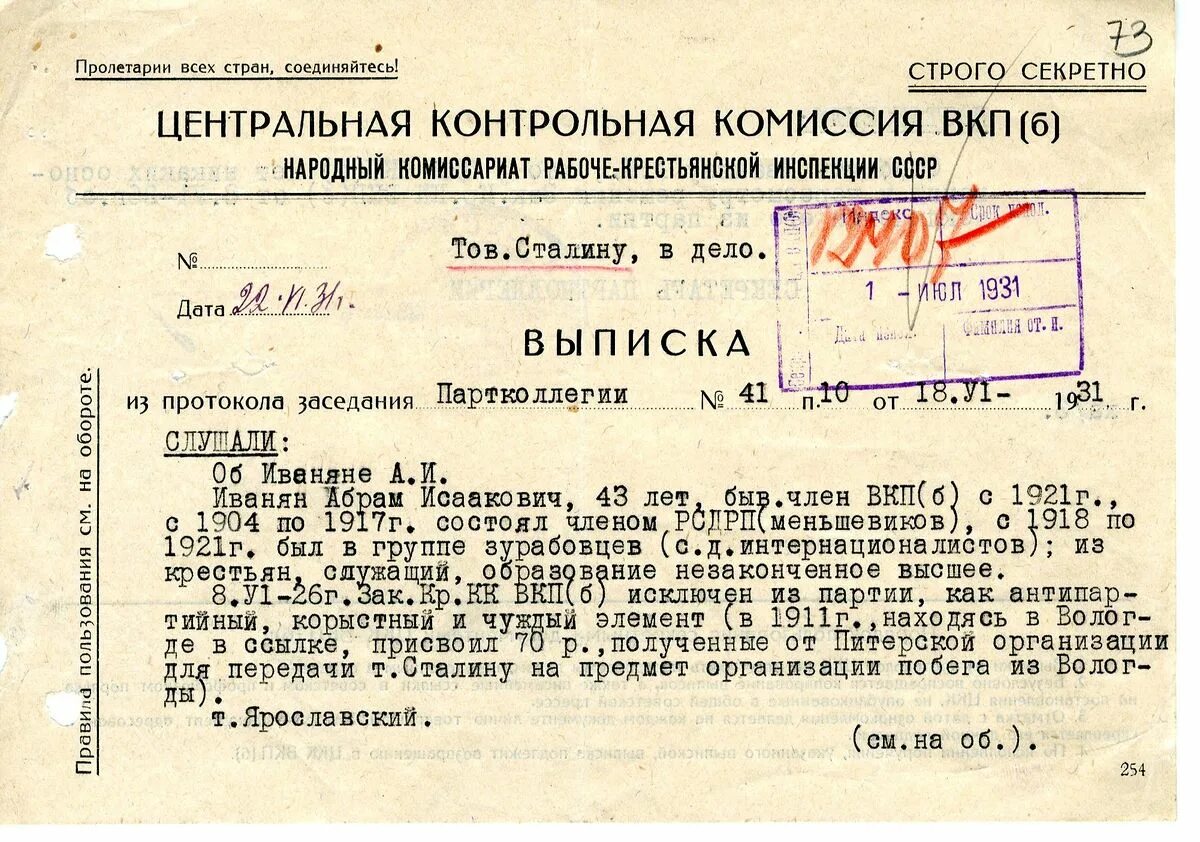 73
Пролетарии всех стран, соединяйтесь!
СТРОГО СЕКРЕТНО
ЦЕНТРАЛЬНАЯ КОНТРОЛЬНАЯ КОМИССИЯ ВКП(б)
НАРОДНЫЙ КОМИССАРИАТ РАБОЧЕ-КРЕСТЬЯНСКОЙ ИНСПЕКЦИИ СССР
Индекс Срок
1 - ИЮЛ 1931
Дата Фамилия от. и.
№
Тов.Сталину, в дело.
Дата 22.VI.31г.
ВЫПИСКА
из протокола заседания Партколлегии № 41 п.10 от 18.У1- 1931 г.
СЛУШАЛИ:
Об Иваняне А.И.
Иванян Абрам Исаакович, 43 лет, быв.член ВКП(б) с 1921г.,
с 1904 по 1917г. состоял членом РСДРП(меньшевиков), с 1918 по
1921г. был в группе зурабовцев (с.д.интернационалистов); из
крестьян, служащий, образование незаконченное высшее.
8.У1-26г.Зак.Кр.КК ВКП(б) исключен из партии, как антипар-
тийный, корыстный и чуждый элемент (в 1911г.,находясь в Волог-
де в ссылке, присвоил 70 р.,полученные от Питерской организации
для передачи т.Сталину на предмет организации побега из Волог-
ды).
т.Ярославский.
(см.на об.).
Правила пользования см. на обороте.
254